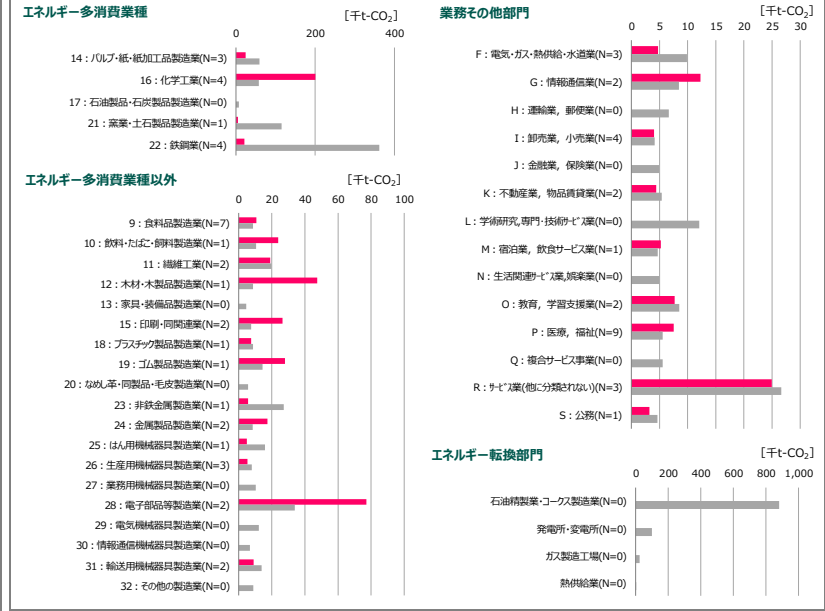 エネルギー多消費業種
[千t-CO₂]
0 200 400
14：パルプ・紙・紙加工品製造業(N=3)
16：化学工業(N=4)
17：石油製品・石炭製品製造業(N=0)
21：窯業・土石製品製造業(N=1)
22：鉄鋼業(N=4)
エネルギー多消費業種以外
[千t-CO₂]
0 20 40 60 80 100
9：食料品製造業(N=7)
10：飲料・たばこ・飼料製造業(N=1)
11：繊維工業(N=2)
12：木材・木製品製造業(N=1)
13：家具・装備品製造業(N=0)
15：印刷・同関連業(N=2)
18：プラスチック製品製造業(N=1)
19：ゴム製品製造業(N=1)
20：なめし革・同製品・毛皮製造業(N=0)
23：非鉄金属製造業(N=1)
24：金属製品製造業(N=2)
25：はん用機械器具製造業(N=1)
26：生産用機械器具製造業(N=3)
27：業務用機械器具製造業(N=0)
28：電子部品等製造業(N=2)
29：電気機械器具製造業(N=0)
30：情報通信機械器具製造業(N=0)
31：輸送用機械器具製造業(N=2)
32：その他の製造業(N=0)
業務その他部門
[千t-CO₂]
0 5 10 15 20 25 30
F：電気・ガス・熱供給・水道業(N=3)
G：情報通信業(N=2)
H：運輸業，郵便業(N=0)
I：卸売業，小売業(N=4)
J：金融業，保険業(N=0)
K：不動産業，物品賃貸業(N=2)
L：学術研究,専門・技術ｻｰﾋﾞｽ業(N=0)
M：宿泊業，飲食サービス業(N=1)
N：生活関連ｻｰﾋﾞｽ業,娯楽業(N=0)
O：教育，学習支援業(N=2)
P：医療，福祉(N=9)
Q：複合サービス事業(N=0)
R：ｻｰﾋﾞｽ業(他に分類されない)(N=3)
S：公務(N=1)
エネルギー転換部門
[千t-CO₂]
0 200 400 600 800 1,000
石油精製業・コークス製造業(N=0)
発電所・変電所(N=0)
ガス製造工場(N=0)
熱供給業(N=0)